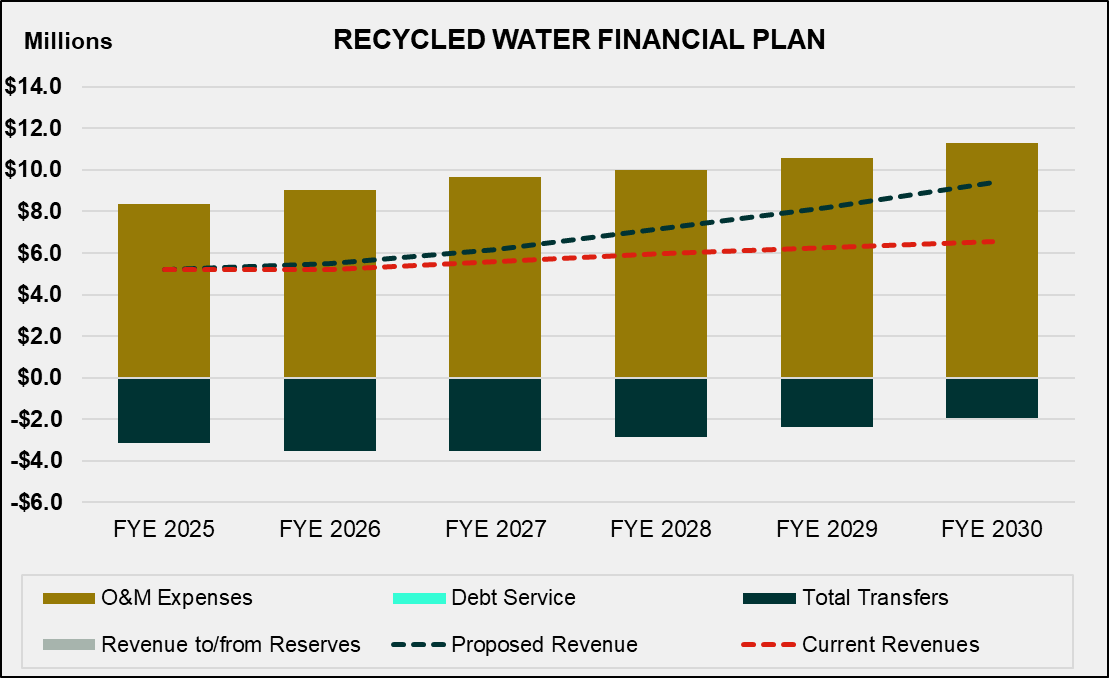 Millions
RECYCLED WATER FINANCIAL PLAN
$14.0
$12.0
$10.0
$8.0
$6.0
$4.0
$2.0
$0.0
-$2.0
-$4.0
-$6.0
FYE 2025 FYE 2026 FYE 2027 FYE 2028 FYE 2029 FYE 2030
O&M Expenses Debt Service Total Transfers
Revenue to/from Reserves Proposed Revenue Current Revenues